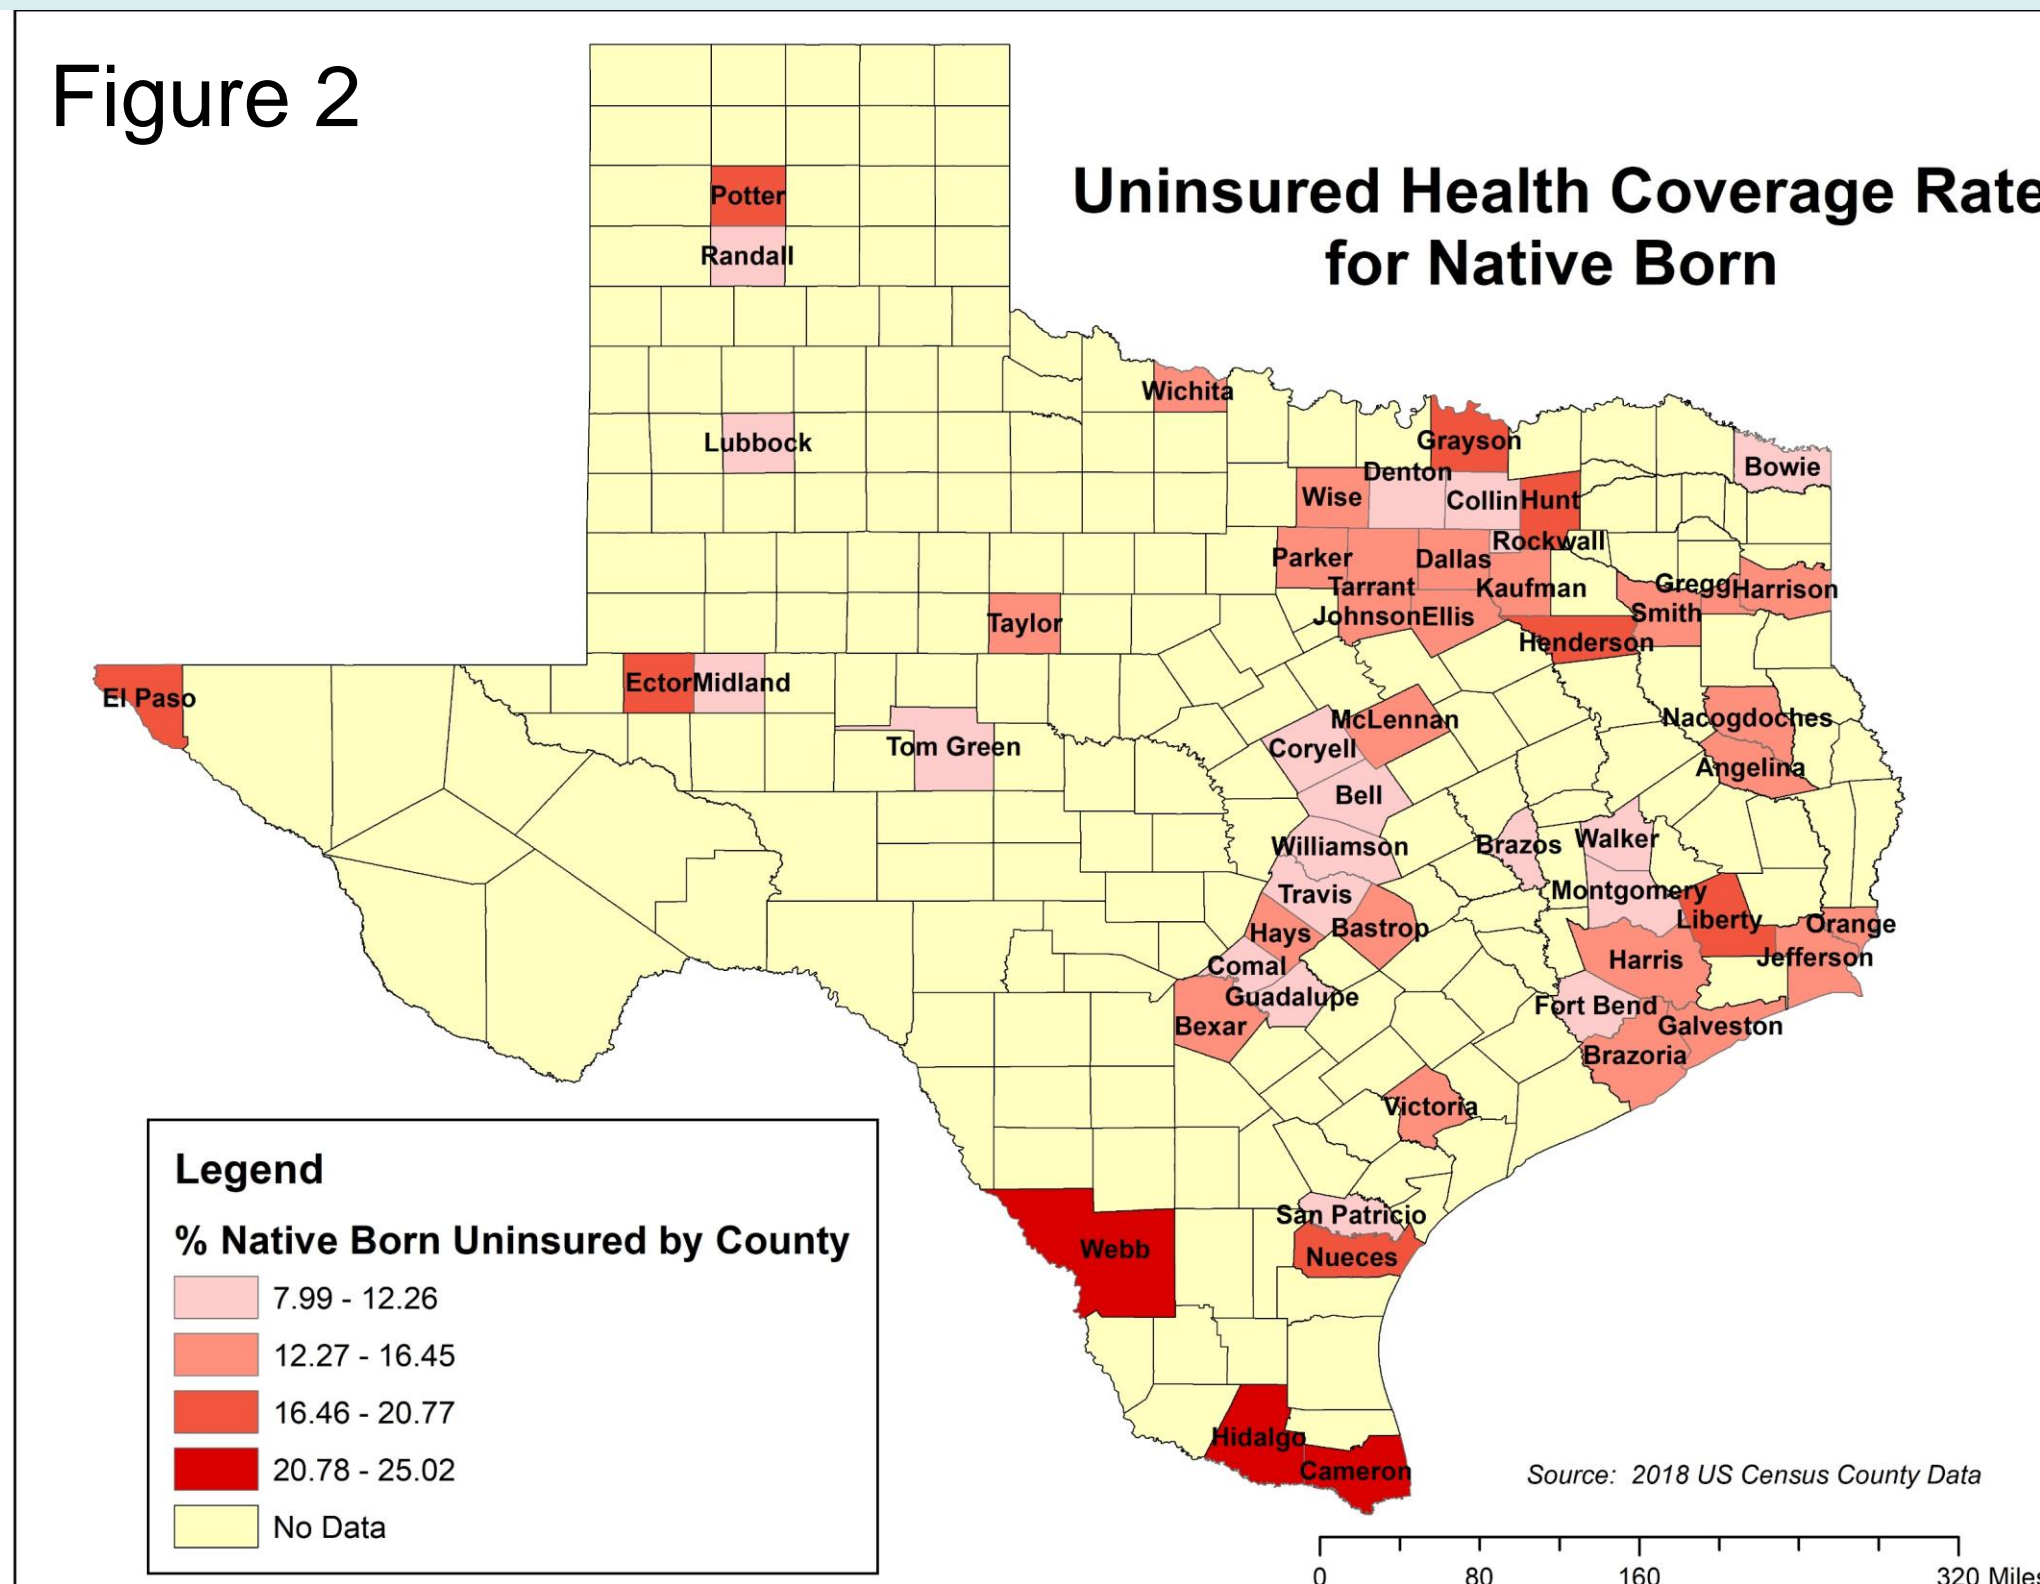 Figure 2
Uninsured Health Coverage Rate
for Native Born
Potter
Randall
Wichita
Lubbock
Grayson
Bowie
Denton
Wise
Collin
Hunt
Rockwall
Parker
Dallas
Tarrant
Kaufman
Gregg
Harrison
Johnson
Ellis
Smith
Taylor
Henderson
El Paso
Ector
Midland
McLennan
Nacogdoches
Tom Green
Coryell
Angelina
Bell
Williamson
Brazos
Walker
Travis
Montgomery
Liberty
Orange
Hays
Bastrop
Harris
Jefferson
Comal
Guadalupe
Fort Bend
Bexar
Galveston
Brazoria
Victoria
San Patricio
Webb
Nueces
Hidalgo
Cameron
Legend
% Native Born Uninsured by County
7.99 - 12.26
12.27 - 16.45
16.46 - 20.77
20.78 - 25.02
No Data
Source: 2018 US Census County Data
0 80 160 320 Miles